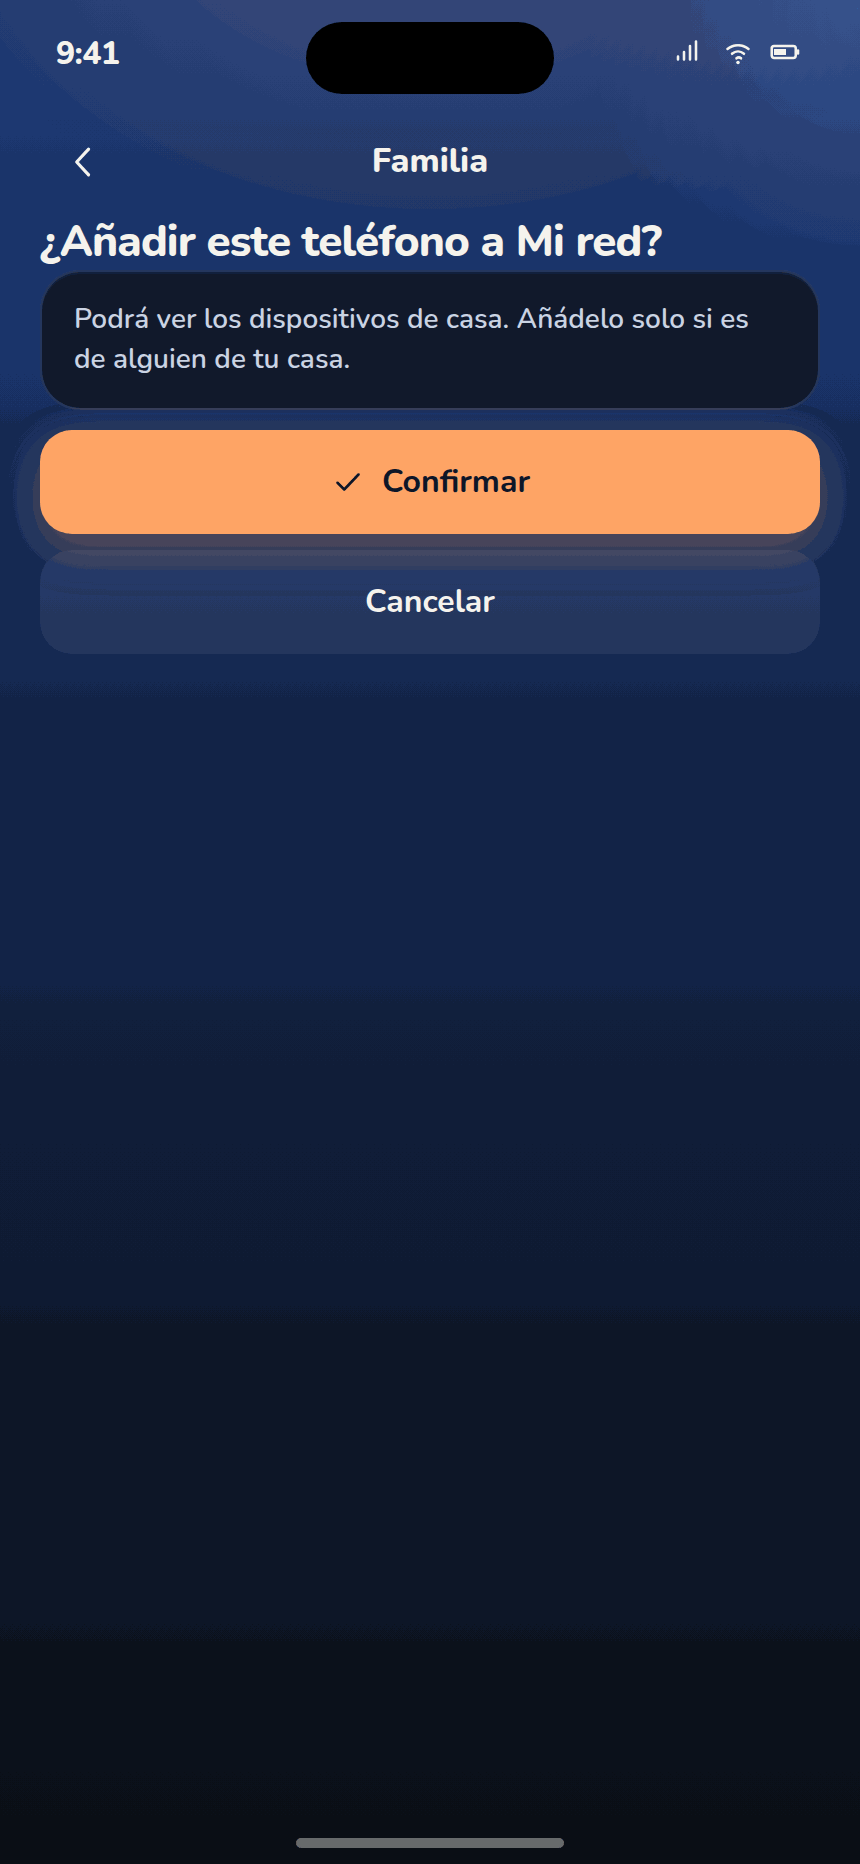 9:41
Familia
¿Añadir este teléfono a Mi red?
Podrá ver los dispositivos de casa. Añádelo solo si es
de alguien de tu casa.
Confirmar
Cancelar